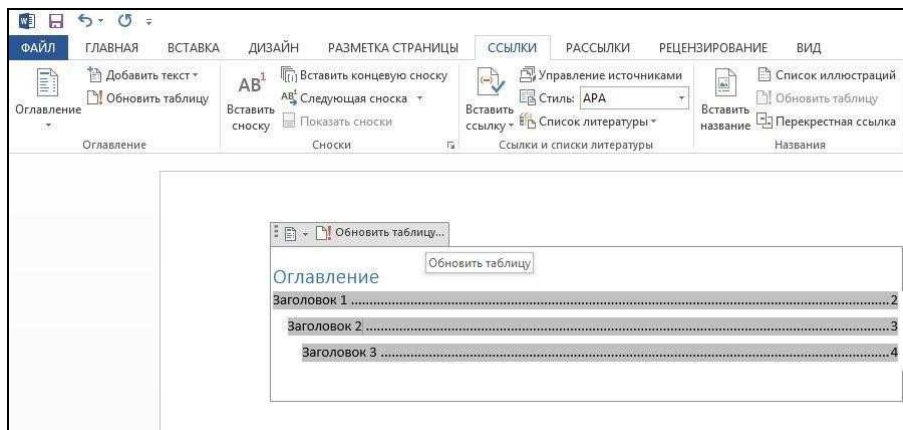 ФАЙЛ ГЛАВНАЯ ВСТАВКА ДИЗАЙН РАЗМЕТКА СТРАНИЦЫ ССЫЛКИ РАССЫЛКИ РЕЦЕНЗИРОВАНИЕ ВИД
Оглавление
Добавить текст
Обновить таблицу
Оглавление
AB1
Вставить сноску
Вставить концевую сноску
AB1 Следующая сноска
Показать сноски
Сноски
Вставить ссылку
Управление источниками
Стиль: APA
Список литературы
Ссылки и списки литературы
Вставить название
Список иллюстраций
Обновить таблицу
Перекрестная ссылка
Названия
Обновить таблицу...
Обновить таблицу
Оглавление
Заголовок 1 ........ 2
Заголовок 2 ........ 3
Заголовок 3 ........ 4